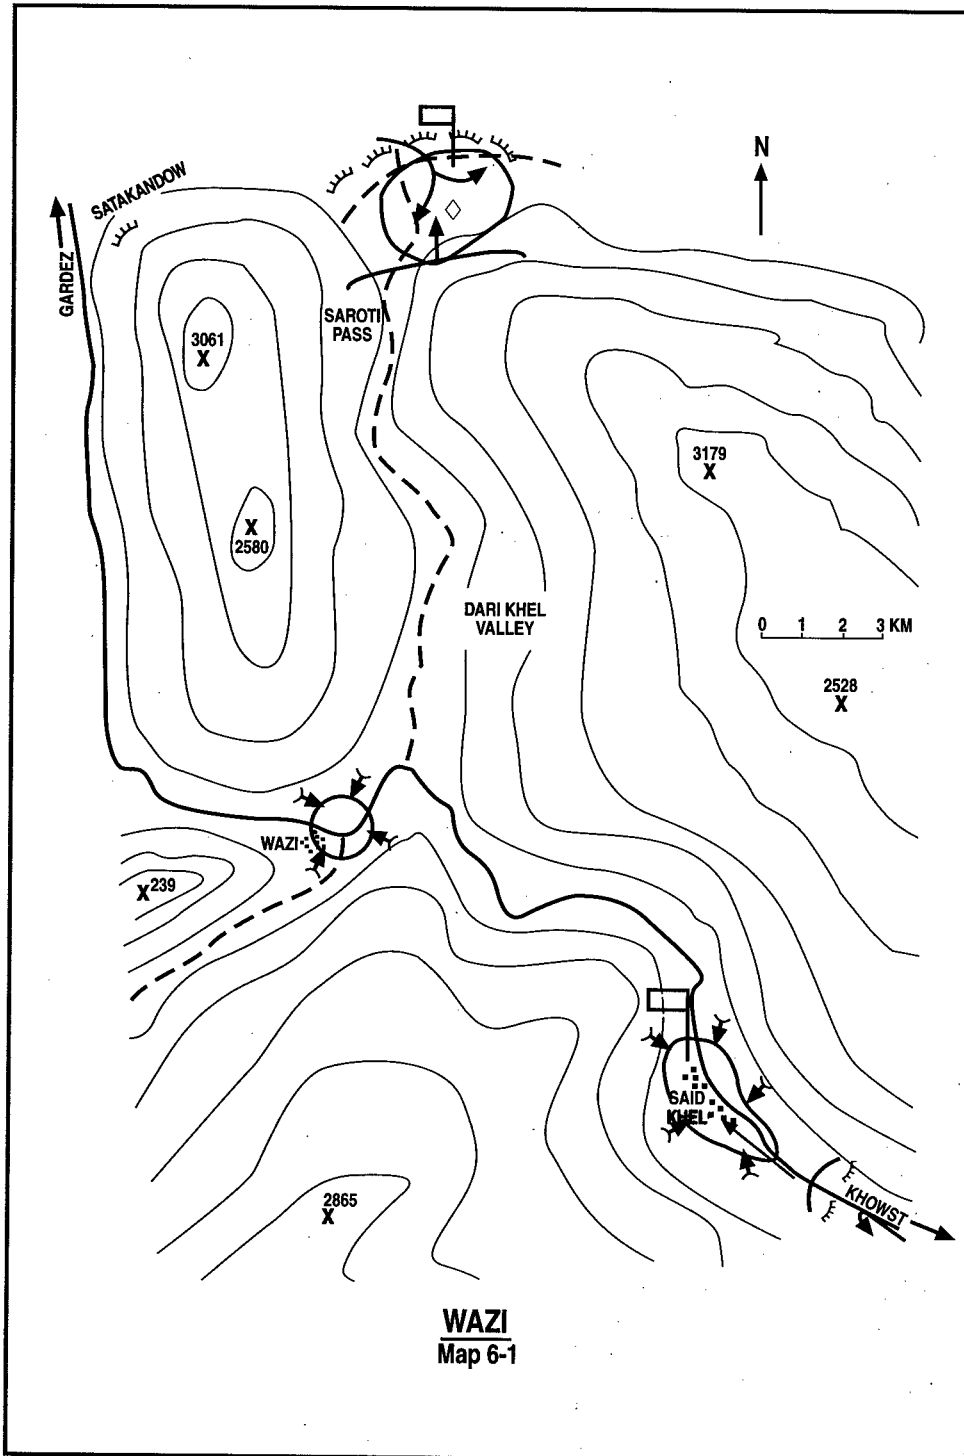 N
SATAKANDOW
GARDEZ
SAROTI
PASS
3061
X
3179
X
X
2580
DARI KHEL
VALLEY
0 1 2 3 KM
2528
X
WAZI
X 239
SAID
KHEL
2865
X
KHOWST
WAZI
Map 6-1